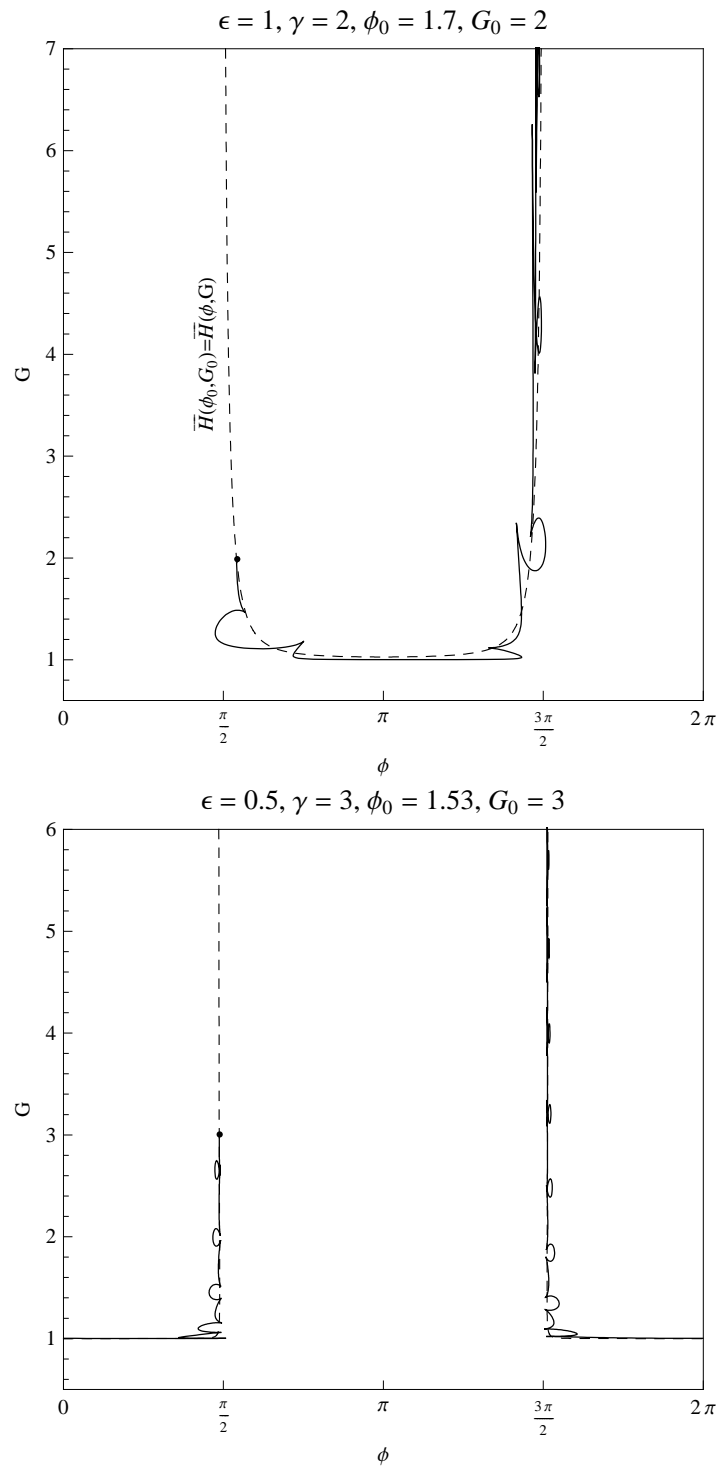 ϵ = 1, γ = 2, ϕ₀ = 1.7, G₀ = 2
7
6
5
4
3
2
1
G
H̅(ϕ₀,G₀)=H̅(ϕ,G)
0
π/2
π
3π/2
2π
ϕ
ϵ = 0.5, γ = 3, ϕ₀ = 1.53, G₀ = 3
6
5
4
3
2
1
G
0
π/2
π
3π/2
2π
ϕ